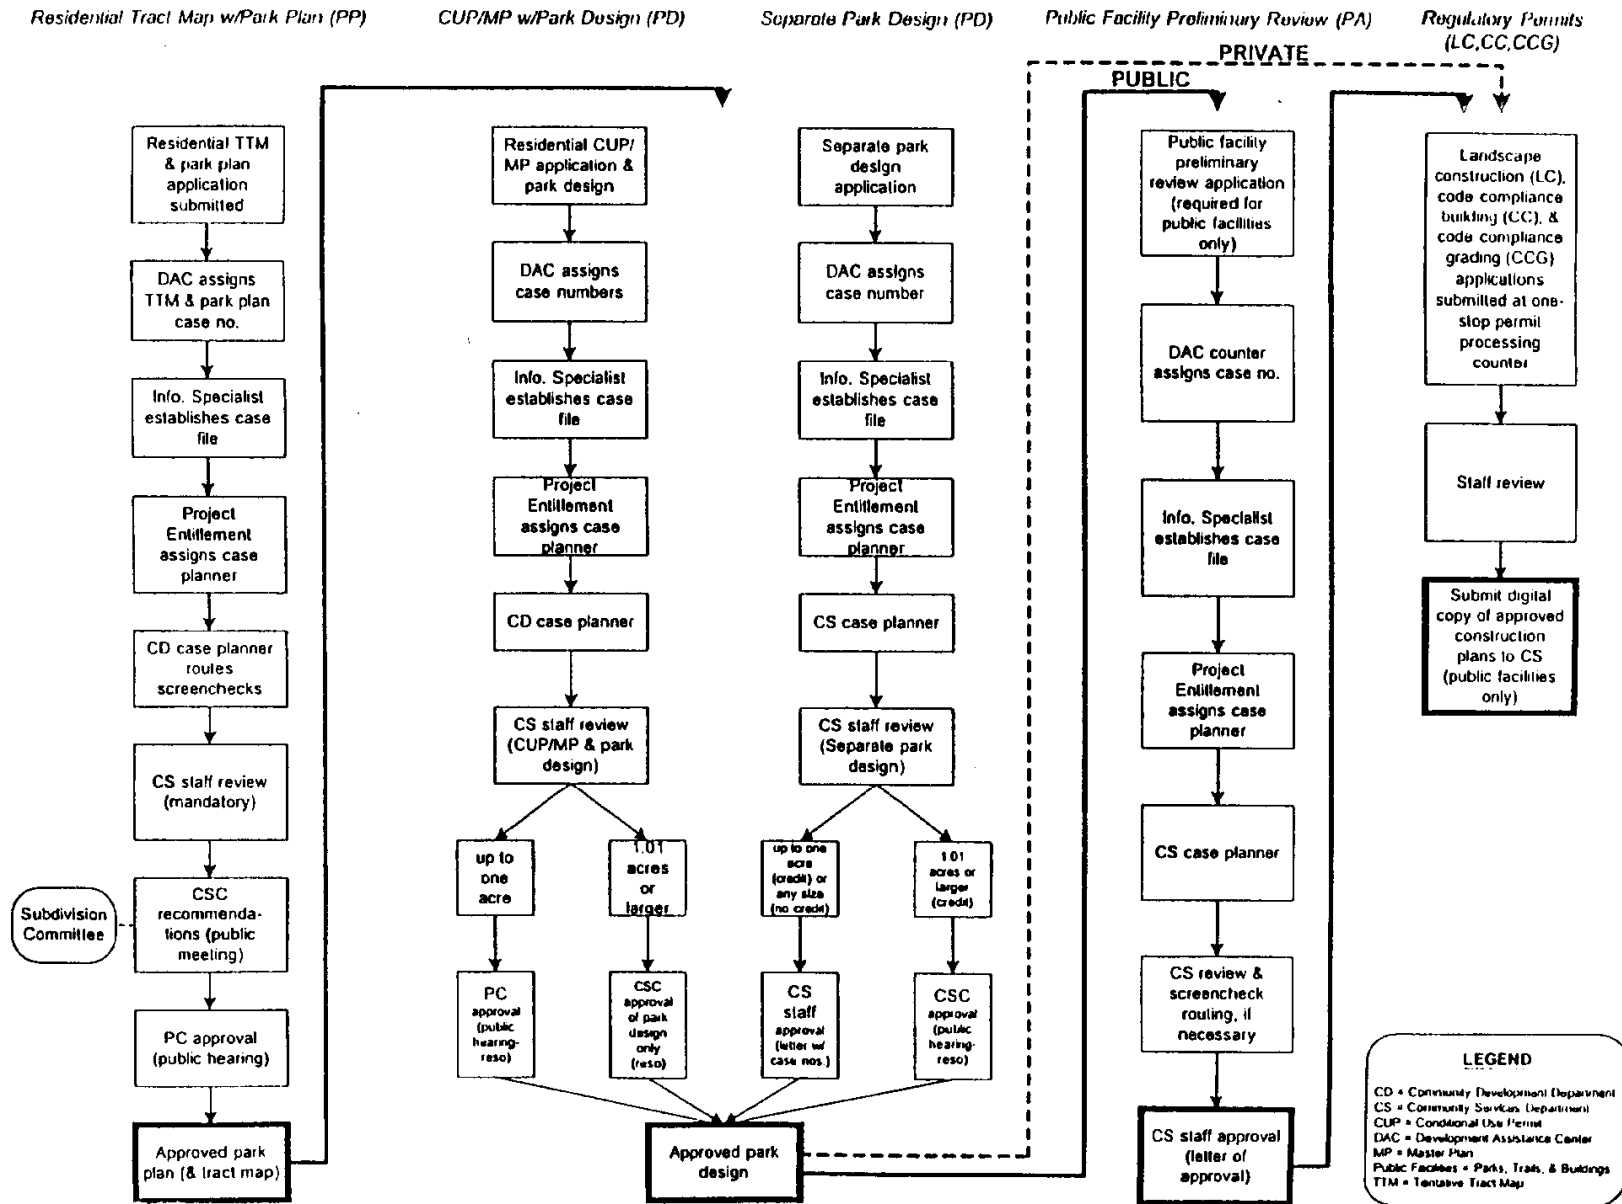 Residential Tract Map w/Park Plan (PP)
CUP/MP w/Park Design (PD)
Separate Park Design (PD)
Public Facility Preliminary Review (PA)
Regulatory Permits
(LC,CC,CCG)
PRIVATE
PUBLIC
Residential TTM
& park plan
application
submitted
DAC assigns
TTM & park plan
case no.
Info. Specialist
establishes case
file
Project
Entitlement
assigns case
planner
CD case planner
routes
screenchecks
CS staff review
(mandatory)
Subdivision
Committee
CSC
recommenda-
tions (public
meeting)
PC approval
(public hearing)
Approved park
plan (& tract map)
Residential CUP/
MP application &
park design
DAC assigns
case numbers
Info. Specialist
establishes case
file
Project
Entitlement
assigns case
planner
CD case planner
CS staff review
(CUP/MP & park
design)
up to
one
acre
1.01
acres
or
larger
PC
approval
(public
hearing-
reso)
CSC
approval
of park
design
only
(reso)
Separate park
design
application
DAC assigns
case number
Info. Specialist
establishes case
file
Project
Entitlement
assigns case
planner
CS case planner
CS staff review
(Separate park
design)
up to one
acre
(credit) or
any size
(no credit)
1.01
acres or
larger
(credit)
CS
staff
approval
(letter w/
case nos.)
CSC
approval
(public
hearing-
reso)
Approved park
design
Public facility
preliminary
review application
(required for
public facilities
only)
DAC counter
assigns case no.
Info. Specialist
establishes case
file
Project
Entitlement
assigns case
planner
CS case planner
CS review &
screencheck
routing, if
necessary
CS staff approval
(letter of
approval)
Landscape
construction (LC),
code compliance
building (CC), &
code compliance
grading (CCG)
applications
submitted at one-
stop permit
processing
counter
Staff review
Submit digital
copy of approved
construction
plans to CS
(public facilities
only)
LEGEND
CD = Community Development Department
CS = Community Services Department
CUP = Conditional Use Permit
DAC = Development Assistance Center
MP = Master Plan
Public Facilities = Parks, Trails, & Buildings
TTM = Tentative Tract Map